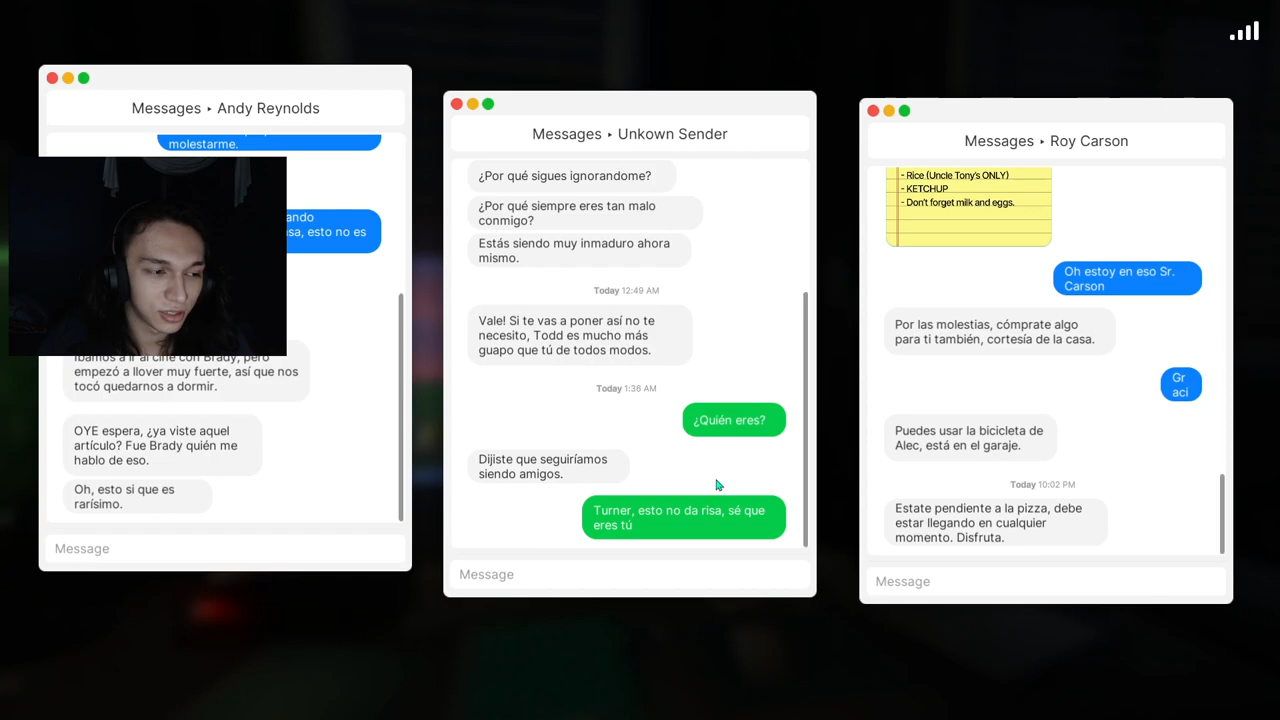 Messages ▸ Andy Reynolds
molestarme.
ando
asa, esto no es
íbamos a ir al cine con Brady, pero
empezó a llover muy fuerte, así que nos
tocó quedarnos a dormir.
OYE espera, ¿ya viste aquel
artículo? Fue Brady quién me
hablo de eso.
Oh, esto si que es
rarísimo.
Message
Messages ▸ Unkown Sender
¿Por qué sigues ignorandome?
¿Por qué siempre eres tan malo
conmigo?
Estás siendo muy inmaduro ahora
mismo.
Today 12:49 AM
Vale! Si te vas a poner así no te
necesito, Todd es mucho más
guapo que tú de todos modos.
Today 1:36 AM
¿Quién eres?
Dijiste que seguiríamos
siendo amigos.
Turner, esto no da risa, sé que
eres tú
Message
Messages ▸ Roy Carson
- Rice (Uncle Tony's ONLY)
- KETCHUP
- Don't forget milk and eggs.
Oh estoy en eso Sr.
Carson
Por las molestias, cómprate algo
para ti también, cortesía de la casa.
Gr
aci
Puedes usar la bicicleta de
Alec, está en el garaje.
Today 10:02 PM
Estate pendiente a la pizza, debe
estar llegando en cualquier
momento. Disfruta.
Message